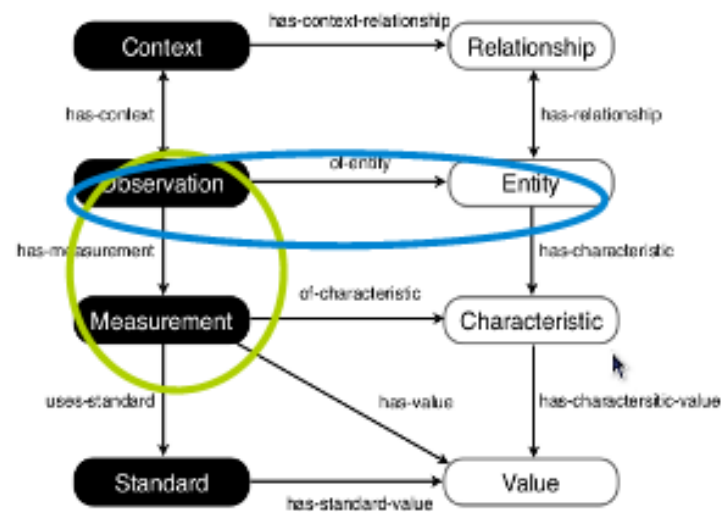 has-context-relationship
Context
Relationship
has-context
has-relationship
of-entity
Observation
Entity
has-measurement
has-characteristic
of-characteristic
Measurement
Characteristic
uses-standard
has-value
has-charactersitic-value
Standard
Value
has-standard-value